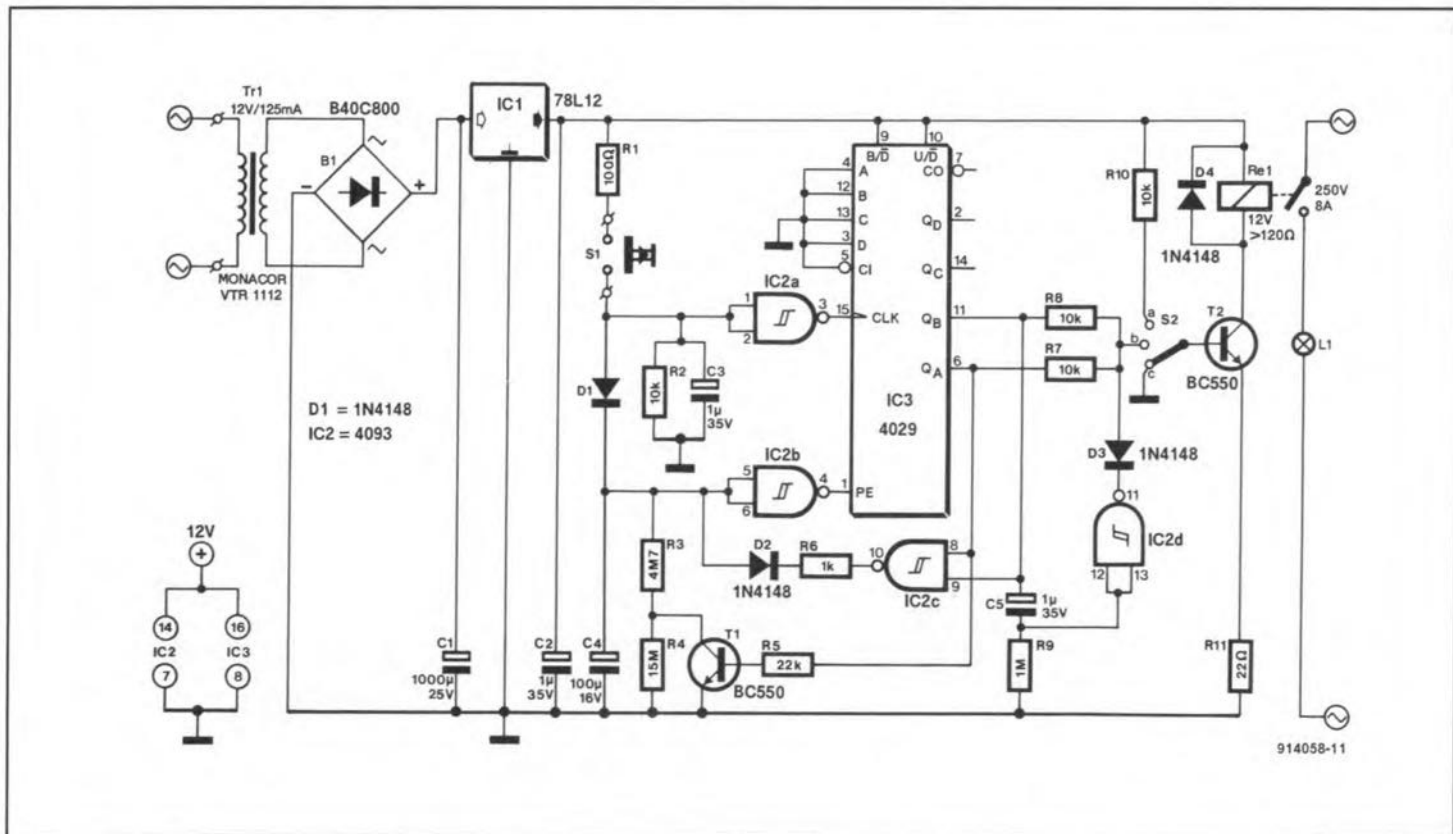 Tr1
12V/125mA
B40C800
B1
−
+
MONACOR
VTR 1112
IC1
78L12
R1
100Ω
S1
D1
D1 = 1N4148
IC2 = 4093
R2
10k
C3
1µ
35V
IC2a
1
2
3
15
CLK
IC2b
5
6
4
1
PE
9
B/D̅
10
U/D̅
4
A
12
B
13
C
3
D
5
CI
7
CO
2
QD
14
QC
11
QB
6
QA
IC3
4029
R8
10k
R7
10k
R10
10k
D4
1N4148
Re1
12V
>120Ω
250V
8A
S2
a
b
c
T2
BC550
L1
D3
1N4148
11
IC2d
12
13
R3
4M7
D2
1N4148
R6
1k
10
8
9
IC2c
C5
1µ
35V
R4
15M
T1
BC550
R5
22k
R9
1M
R11
22Ω
C1
1000µ
25V
C2
1µ
35V
C4
100µ
16V
12V
+
14
16
IC2
IC3
7
8
914058-11